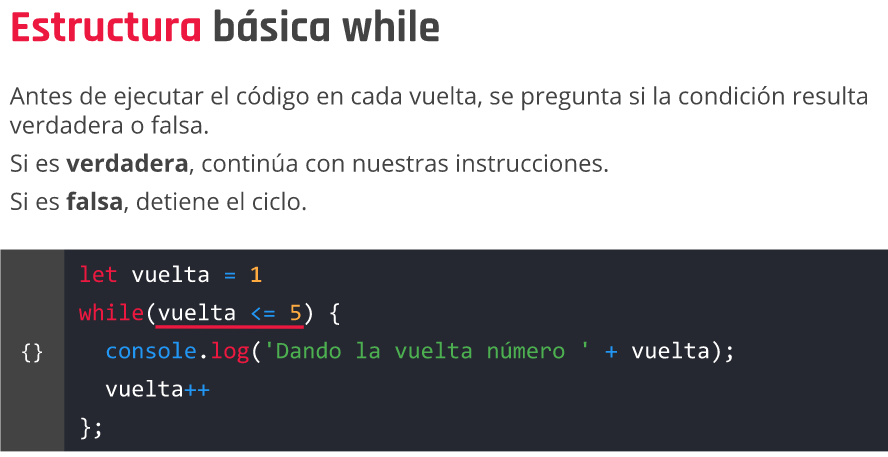 Estructura básica while
Antes de ejecutar el código en cada vuelta, se pregunta si la condición resulta
verdadera o falsa.
Si es verdadera, continúa con nuestras instrucciones.
Si es falsa, detiene el ciclo.
let vuelta = 1
while(vuelta <= 5) {
{}
console.log('Dando la vuelta número ' + vuelta);
vuelta++
};